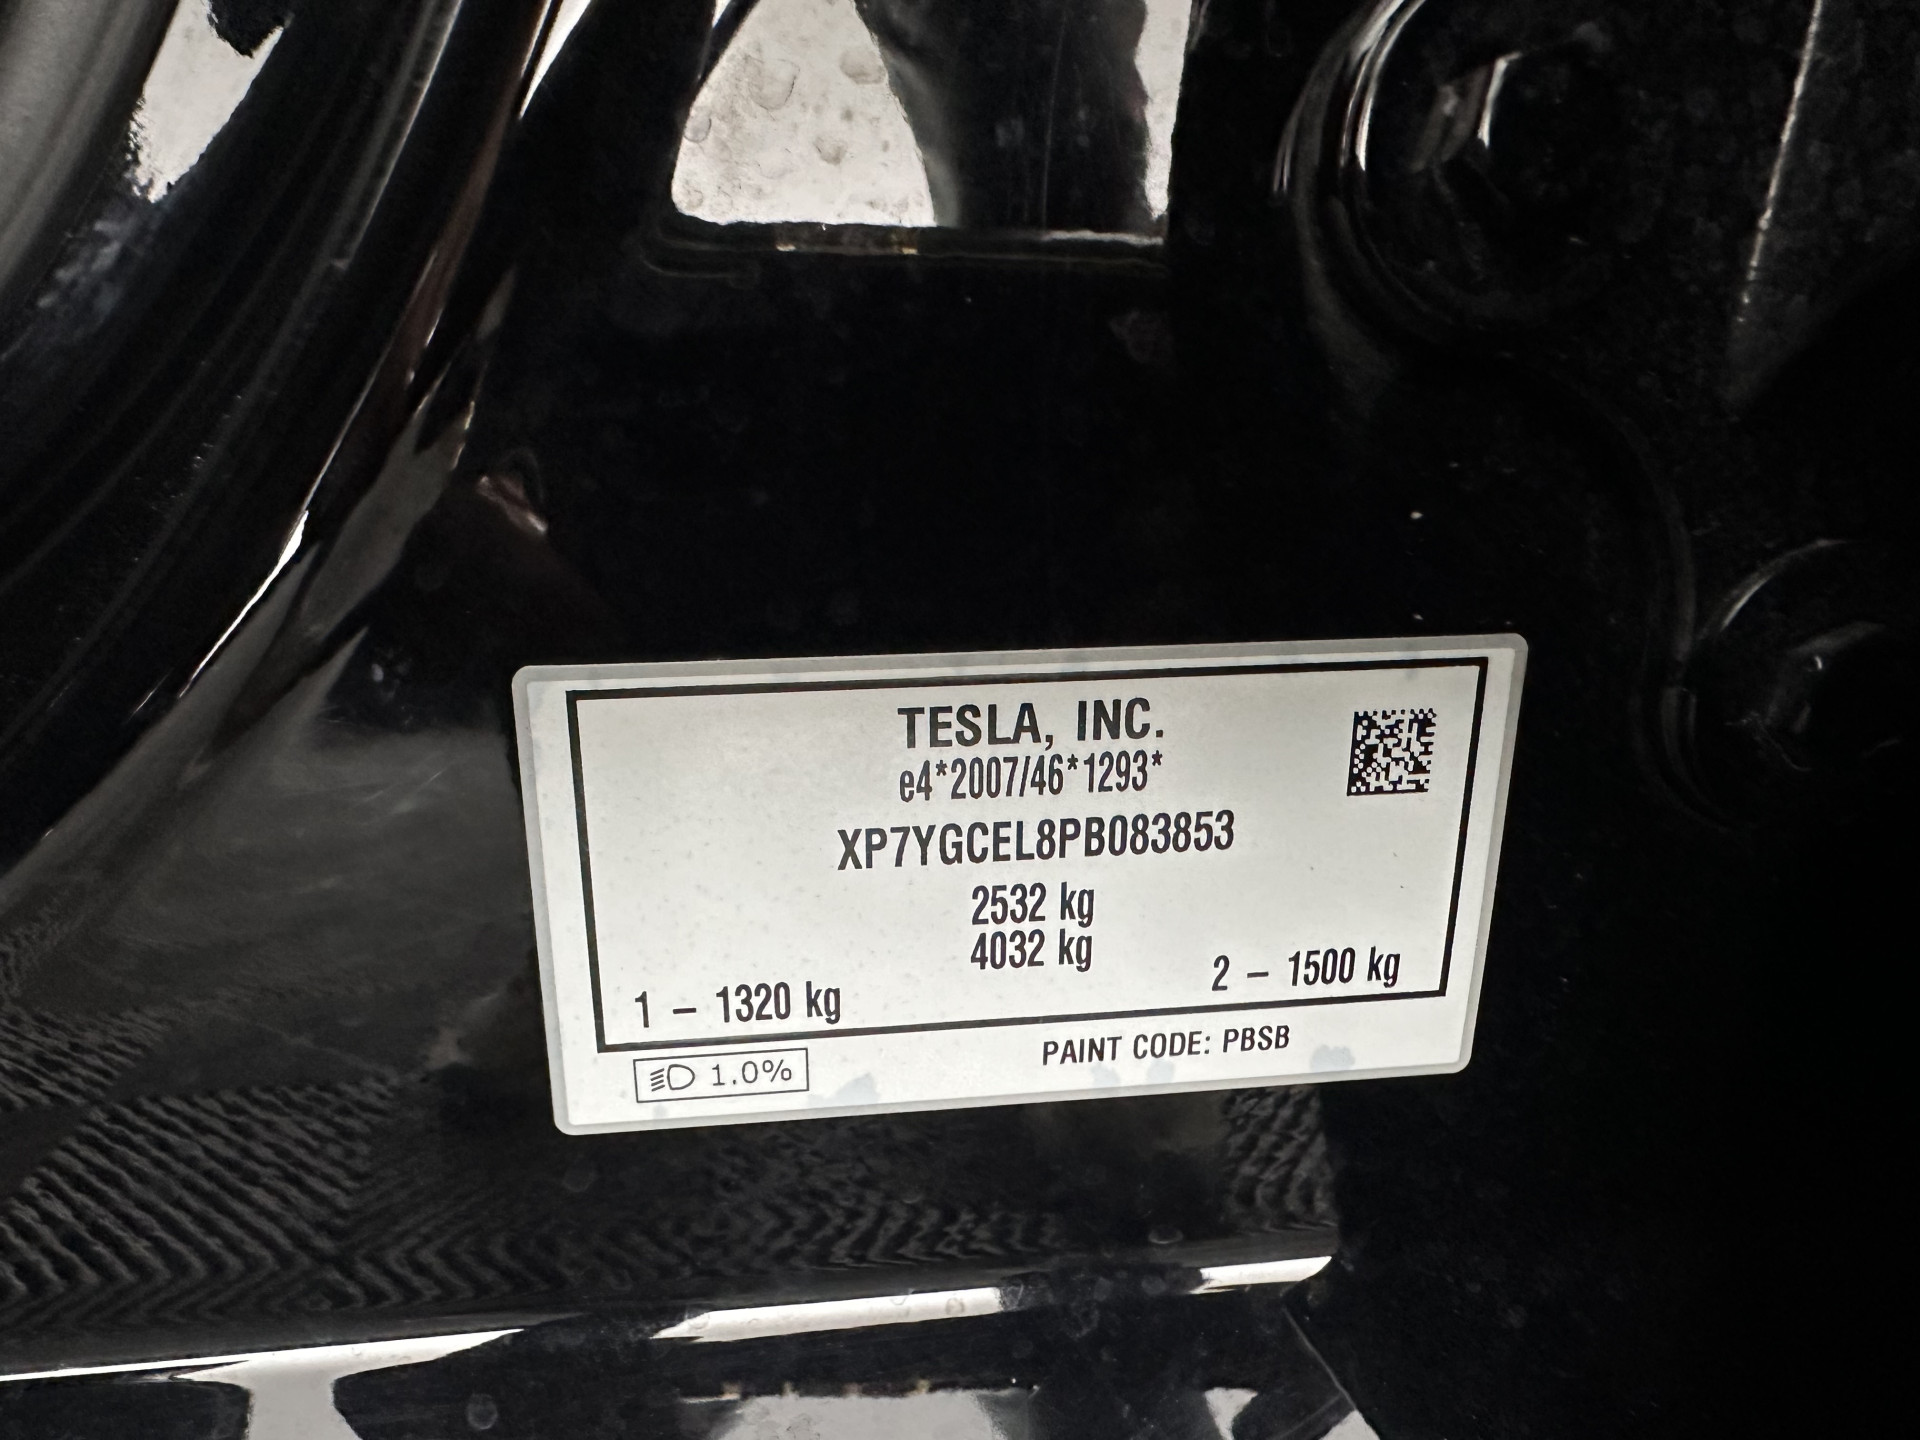 TESLA, INC.
e4*2007/46*1293*
XP7YGCEL8PB083853
2532 kg
4032 kg
1 – 1320 kg
2 – 1500 kg
1.0%
PAINT CODE: PBSB